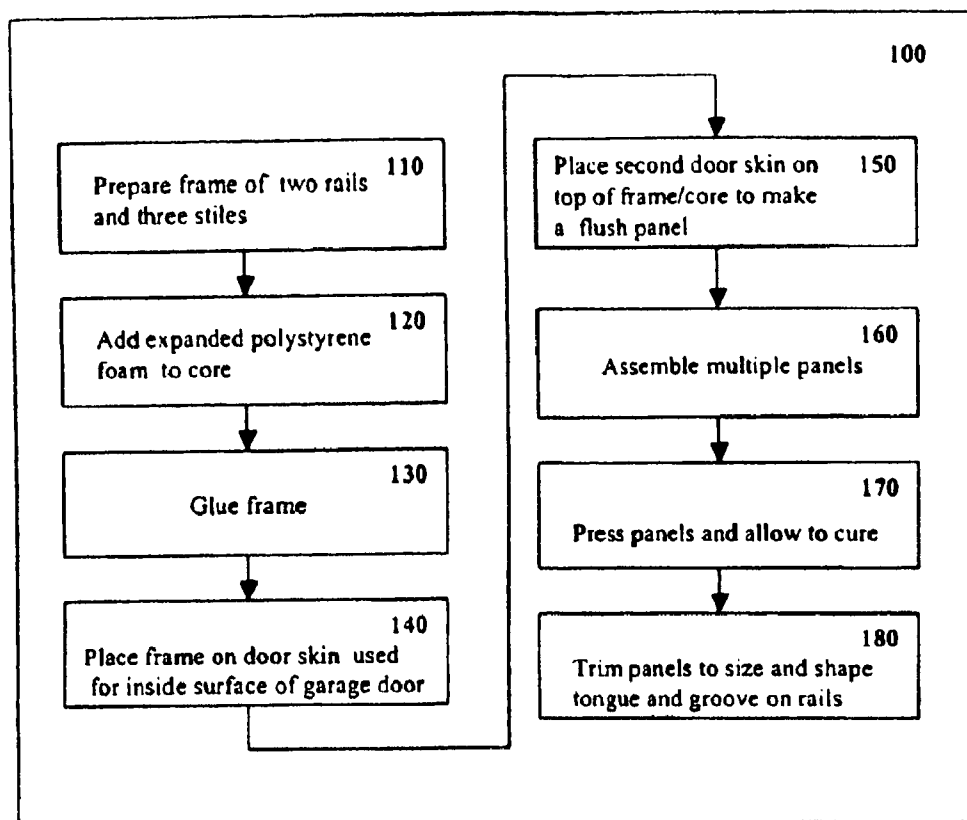 100
110
Prepare frame of two rails
and three stiles
120
Add expanded polystyrene
foam to core
130
Glue frame
140
Place frame on door skin used
for inside surface of garage door
150
Place second door skin on
top of frame/core to make
a flush panel
160
Assemble multiple panels
170
Press panels and allow to cure
180
Trim panels to size and shape
tongue and groove on rails